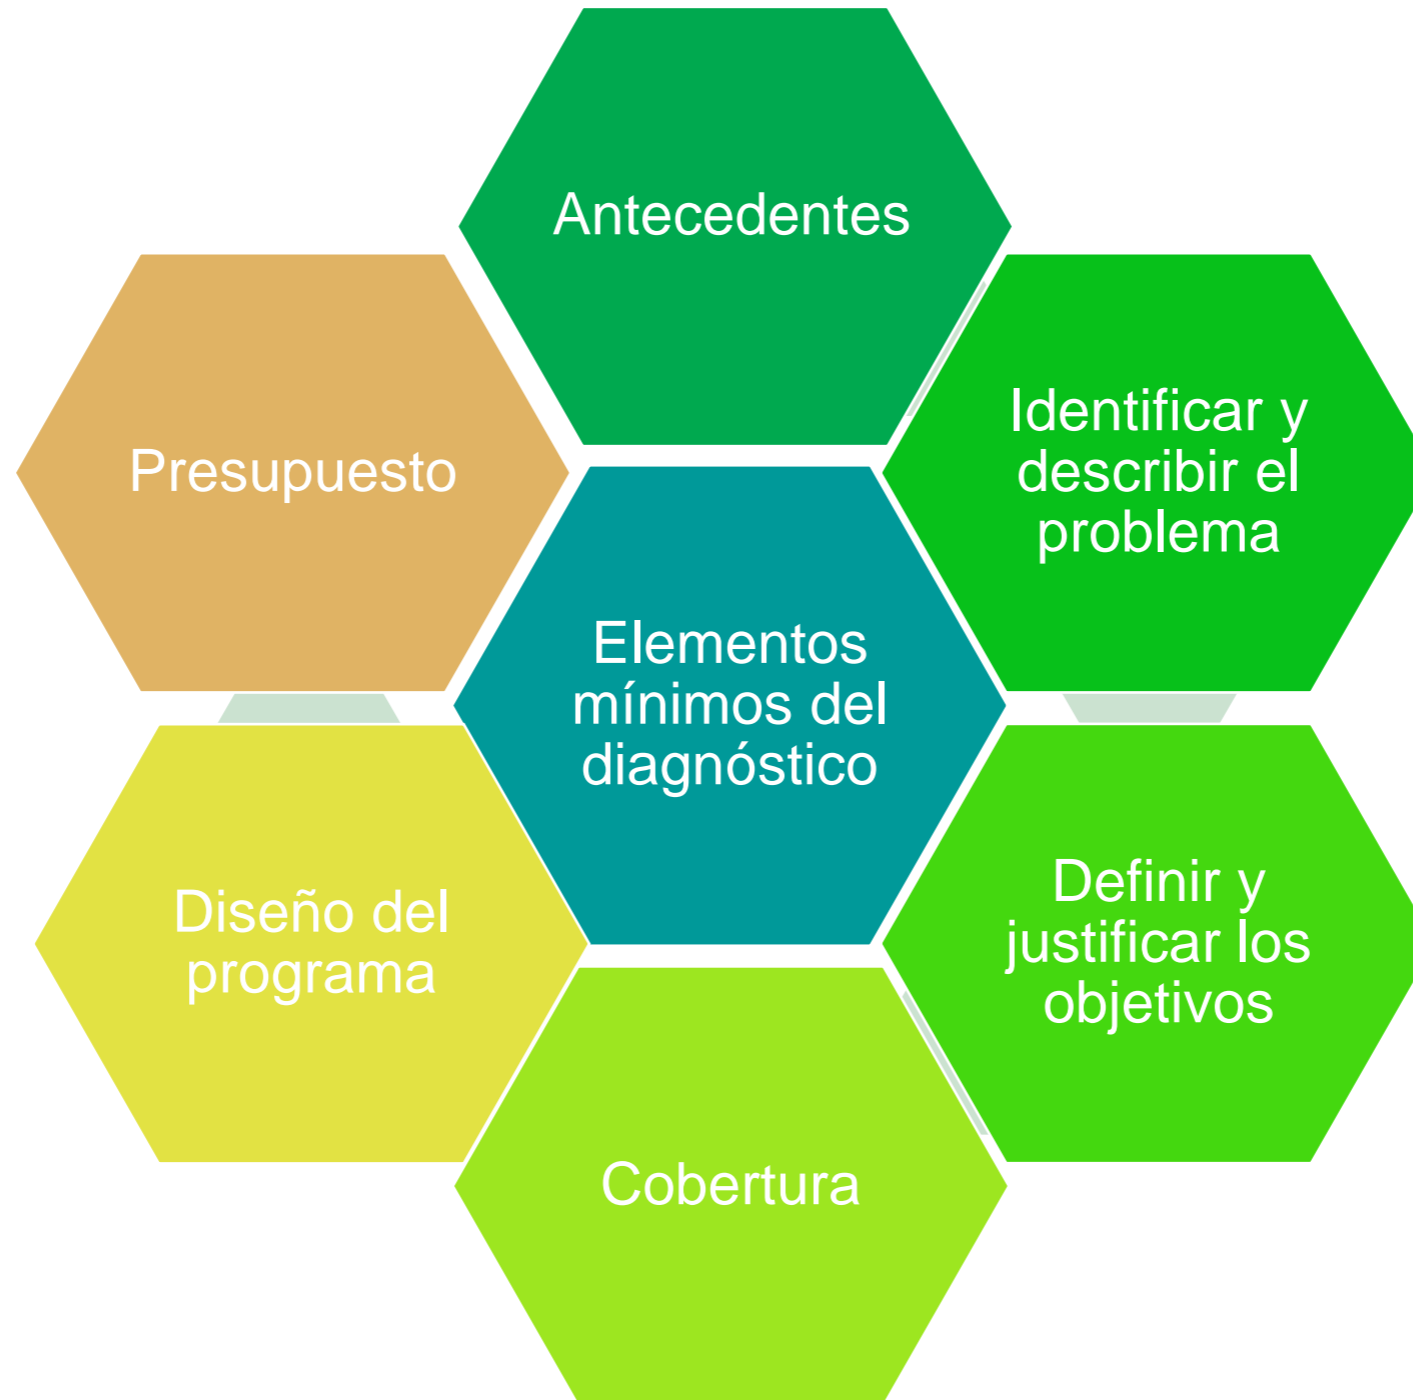 Antecedentes
Identificar y
describir el
problema
Presupuesto
Elementos
mínimos del
diagnóstico
Definir y
justificar los
objetivos
Diseño del
programa
Cobertura